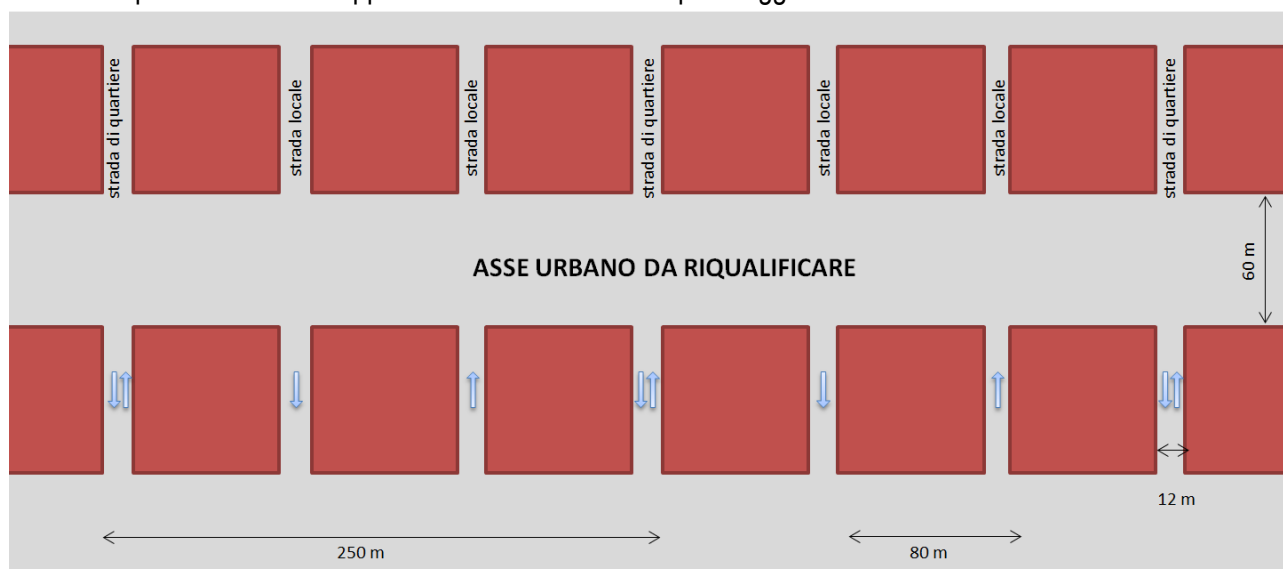 strada di quartiere
strada locale
strada locale
strada di quartiere
strada locale
strada locale
strada di quartiere
ASSE URBANO DA RIQUALIFICARE
60 m
12 m
250 m
80 m